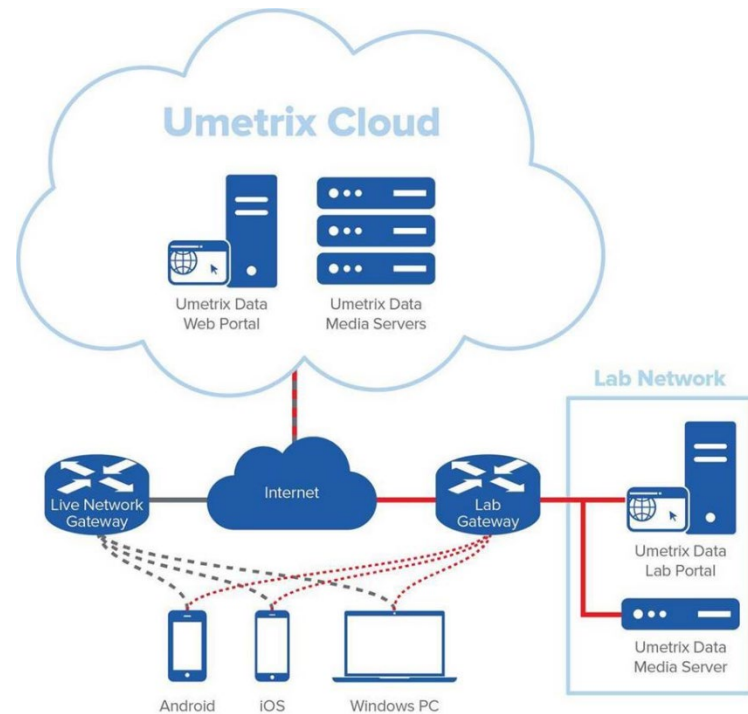 Umetrix Cloud
Umetrix Data
Web Portal
Umetrix Data
Media Servers
Lab Network
Live Network
Gateway
Internet
Lab
Gateway
Umetrix Data
Lab Portal
Umetrix Data
Media Server
Android
iOS
Windows PC